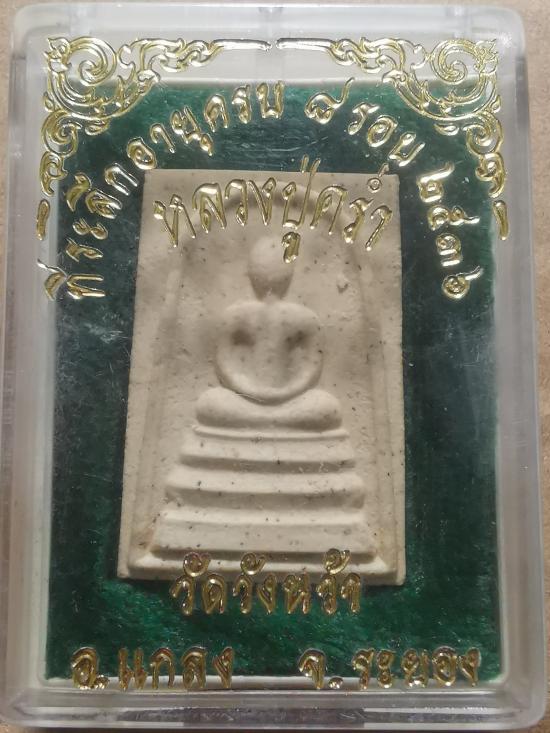 ที่ระลึกอายุครบ ๘ รอบ ๒๕๓๖
หลวงปู่คร่ำ
วัดวังหว้า
อ.แกลง จ.ระยอง